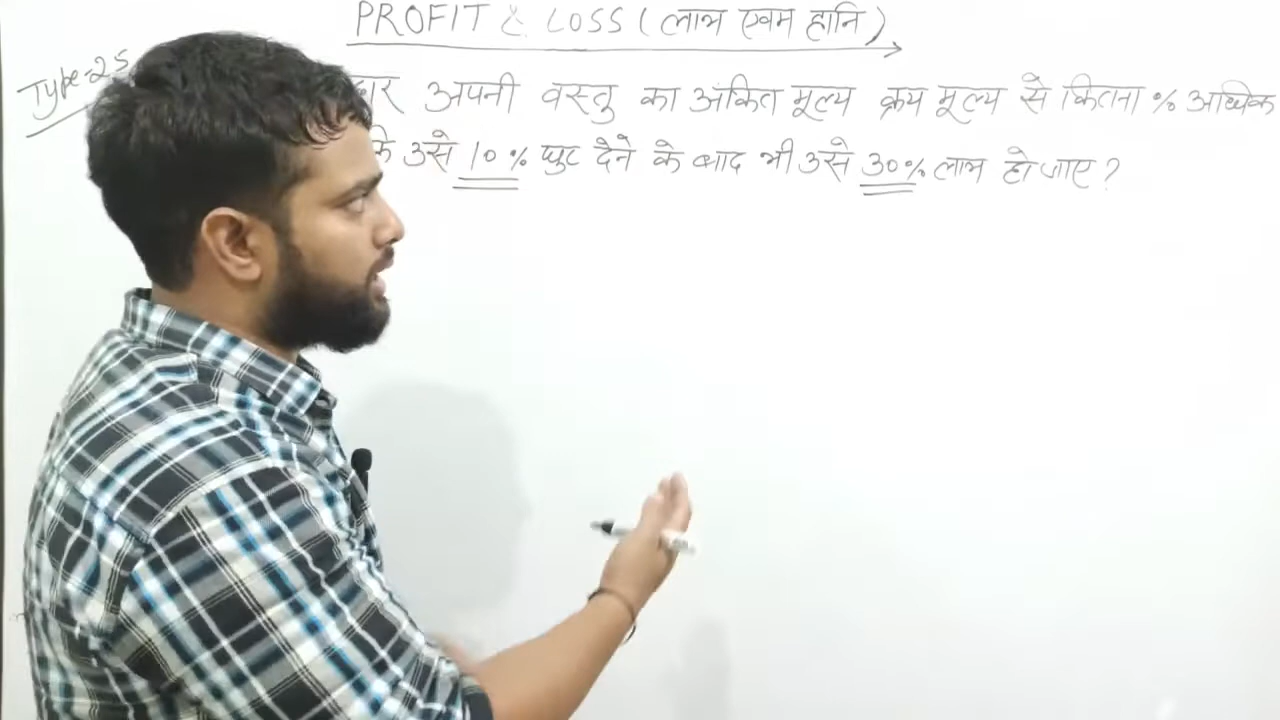 PROFIT & LOSS (लाभ एवम हानि)
Type-25
अपनी वस्तु का अंकित मूल्य क्रय मूल्य से कितना % अधिक
कि उसे 10% छुट देने के बाद भी उसे 30% लाभ हो जाए?